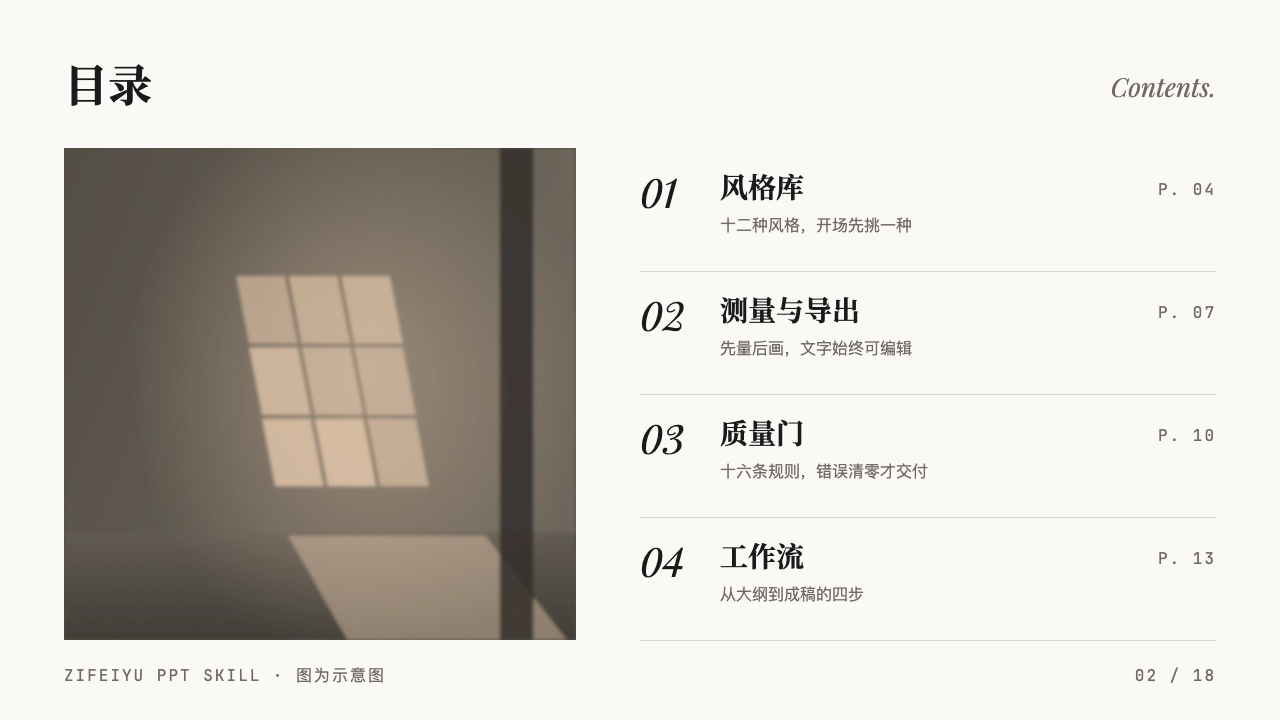 目录
Contents.
01 风格库 P. 04
十二种风格，开场先挑一种
02 测量与导出 P. 07
先量后画，文字始终可编辑
03 质量门 P. 10
十六条规则，错误清零才交付
04 工作流 P. 13
从大纲到成稿的四步
ZIFEIYU PPT SKILL · 图为示意图
02 / 18